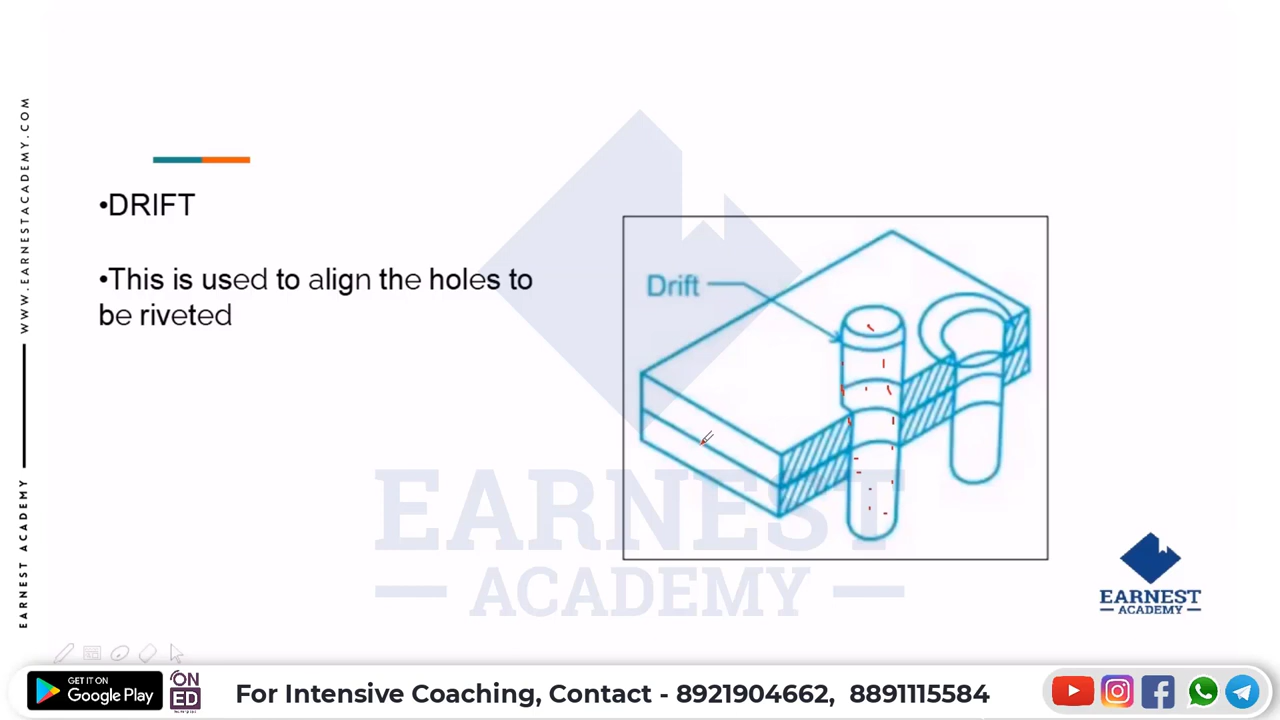 WWW.EARNESTACADEMY.COM
EARNEST ACADEMY
•DRIFT
•This is used to align the holes to
be riveted
Drift
EARNEST
ACADEMY
EARNEST
ACADEMY
GET IT ON
Google Play
ON
ED
For Intensive Coaching, Contact - 8921904662, 8891115584